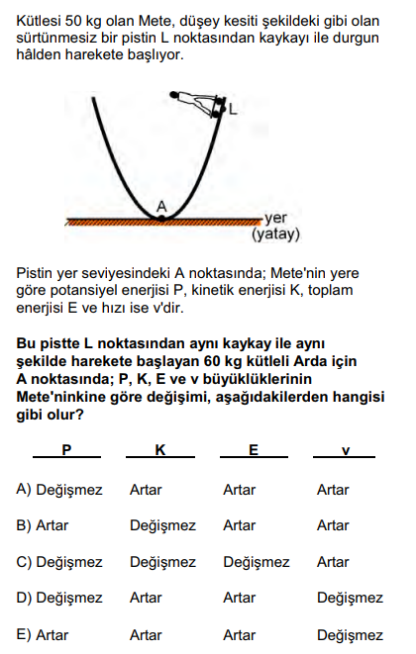 Kütlesi 50 kg olan Mete, düşey kesiti şekildeki gibi olan
sürtünmesiz bir pistin L noktasından kaykayı ile durgun
hâlden harekete başlıyor.
L
A
yer
(yatay)
Pistin yer seviyesindeki A noktasında; Mete'nin yere
göre potansiyel enerjisi P, kinetik enerjisi K, toplam
enerjisi E ve hızı ise v'dir.
Bu pistte L noktasından aynı kaykay ile aynı
şekilde harekete başlayan 60 kg kütleli Arda için
A noktasında; P, K, E ve v büyüklüklerinin
Mete'ninkine göre değişimi, aşağıdakilerden hangisi
gibi olur?
P K E v
A) Değişmez Artar Artar Artar
B) Artar Değişmez Artar Artar
C) Değişmez Değişmez Değişmez Artar
D) Değişmez Artar Artar Değişmez
E) Artar Artar Artar Değişmez